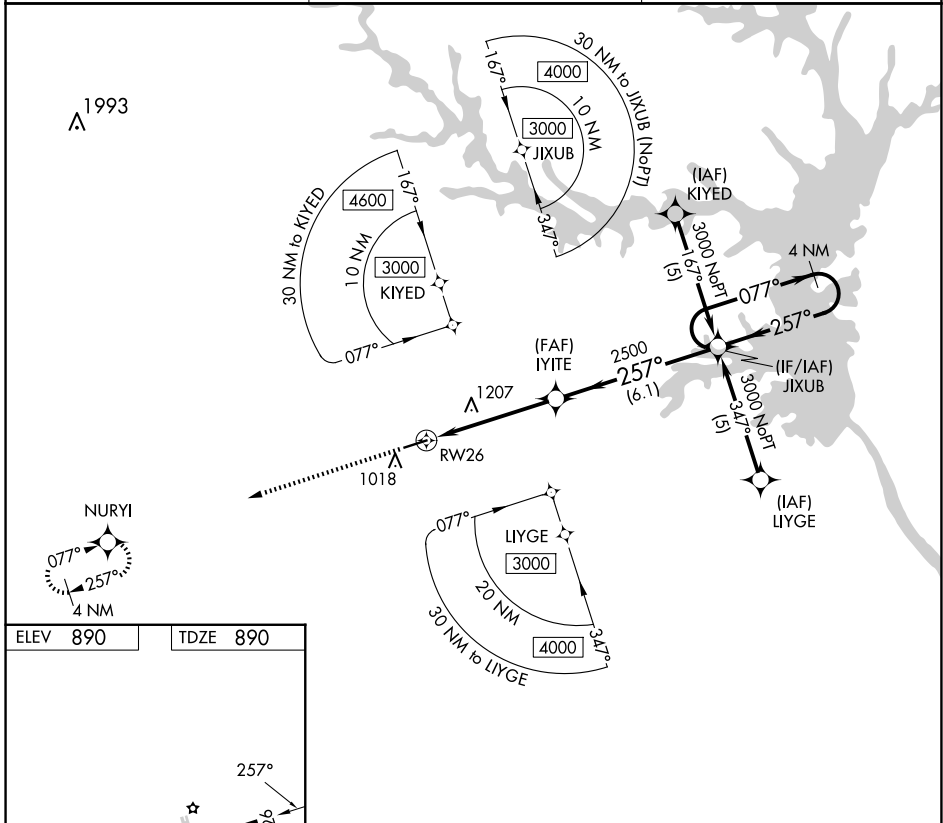 1993
30 NM to JIXUB (NoPT)
4000
167°
10 NM
3000
JIXUB
347°
30 NM to KIYED
4600
167°
10 NM
3000
KIYED
077°
(IAF)
KIYED
3000 NoPT
167°
(5)
4 NM
077°
257°
(IF/IAF)
JIXUB
(FAF)
IYITE
2500
257°
(6.1)
3000 NoPT
347°
(5)
(IAF)
LIYGE
1207
RW26
1018
NURYI
077°
257°
4 NM
077°
LIYGE
3000
20 NM
4000
347°
30 NM to LIYGE
ELEV 890
TDZE 890
257°
26